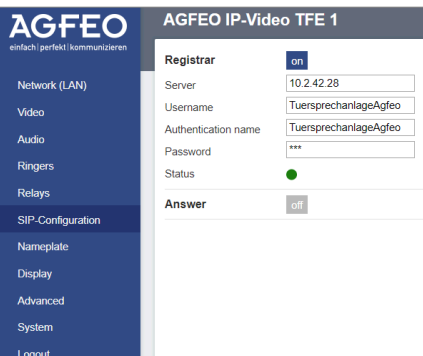 AGFEO
einfach|perfekt|kommunizieren
AGFEO IP-Video TFE 1
Network (LAN)
Video
Audio
Ringers
Relays
SIP-Configuration
Nameplate
Display
Advanced
System
Logout
Registrar on
Server 10.2.42.28
Username TuersprechanlageAgfeo
Authentication name TuersprechanlageAgfeo
Password ***
Status
Answer off